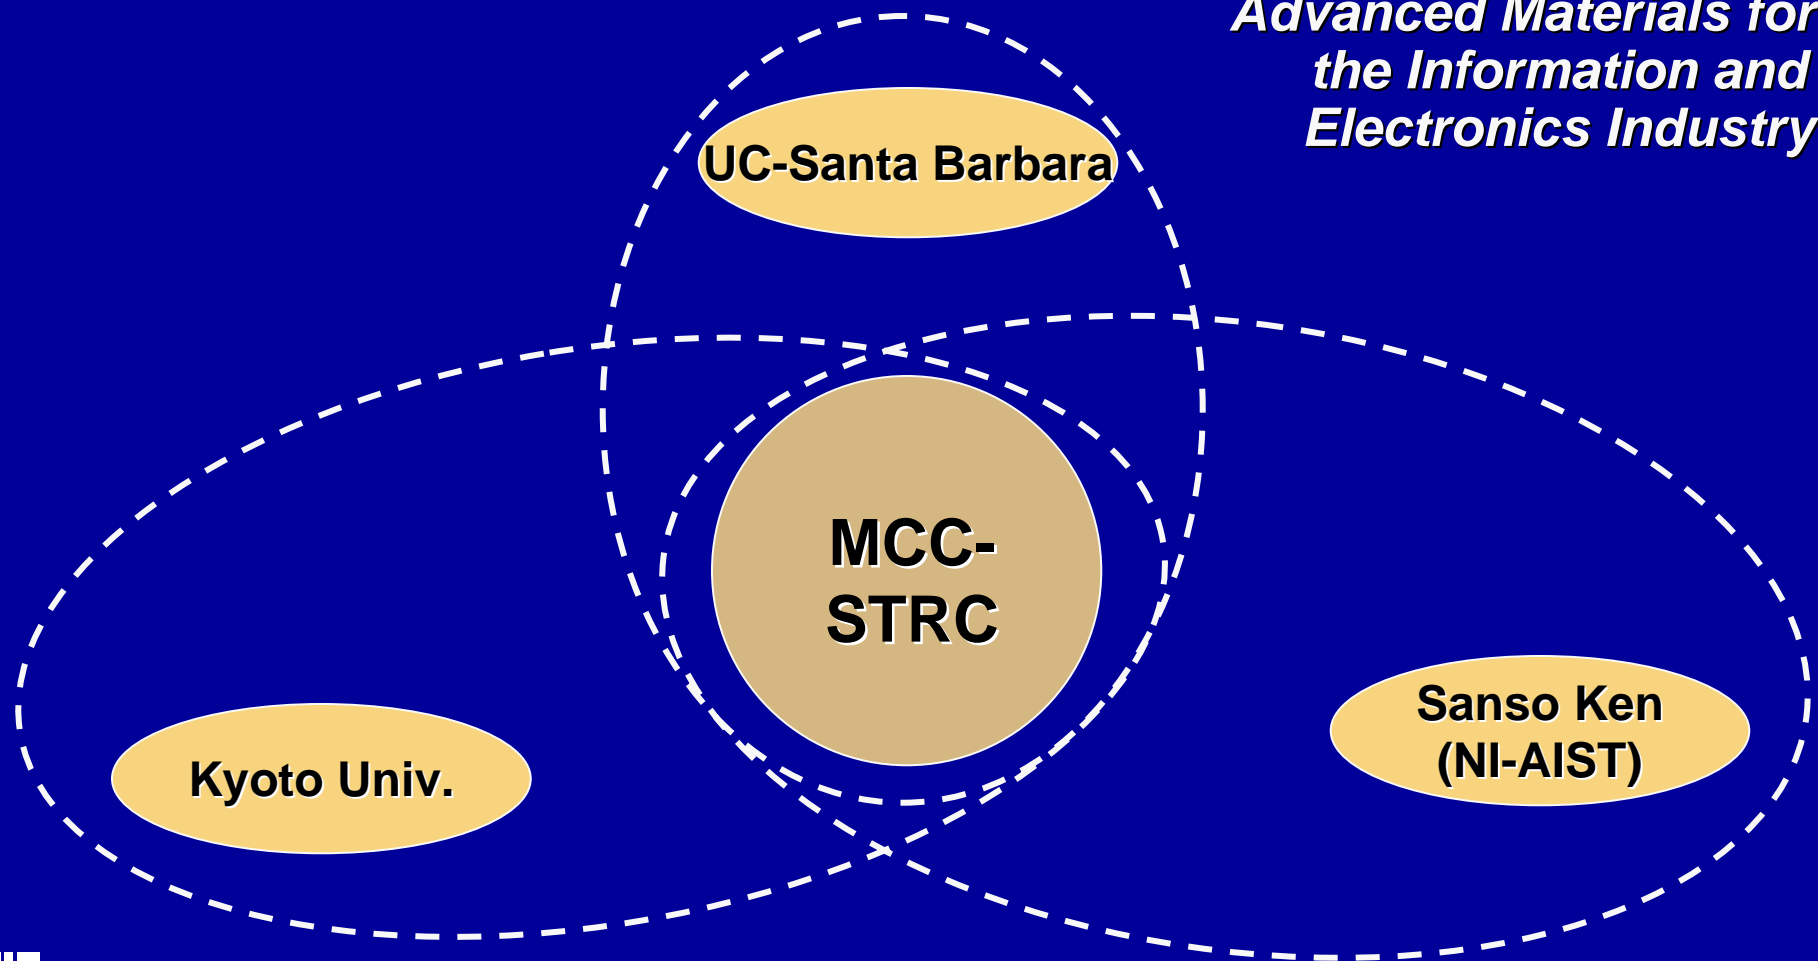 Advanced Materials for
the Information and
Electronics Industry
UC-Santa Barbara
MCC-
STRC
Kyoto Univ.
Sanso Ken
(NI-AIST)